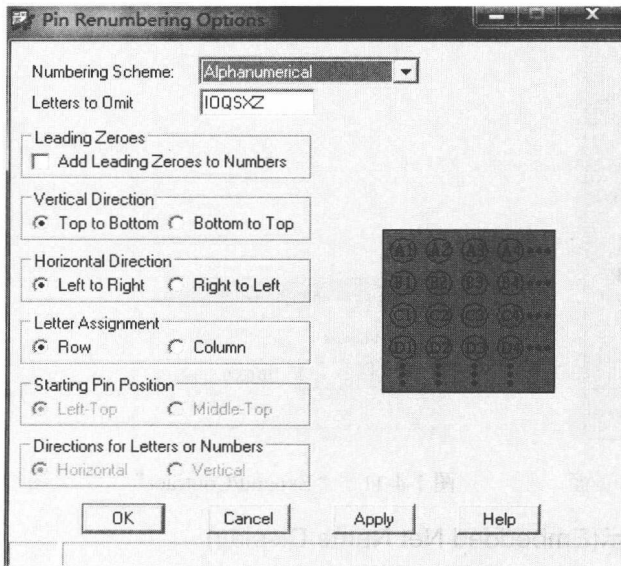 Pin Renumbering Options
Numbering Scheme: Alphanumerical
Letters to Omit IOQSXZ
Leading Zeroes
Add Leading Zeroes to Numbers
Vertical Direction
Top to Bottom Bottom to Top
Horizontal Direction
Left to Right Right to Left
Letter Assignment
Row Column
Starting Pin Position
Left-Top Middle-Top
Directions for Letters or Numbers
Horizontal Vertical
A1 A2 A3 A4
B1 B2 B3 B4
C1 C2 C3 C4
D1 D2 D3 D4
OK Cancel Apply Help